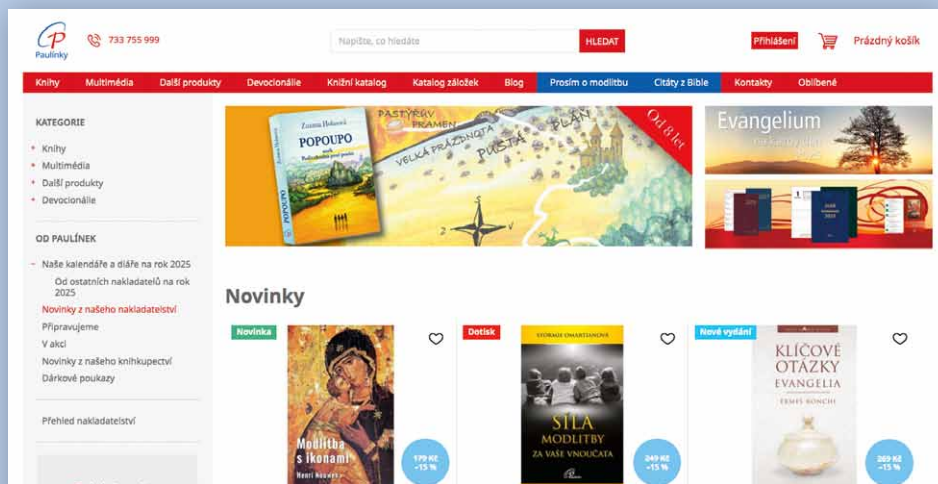 Paulínky
733 755 999
Napište, co hledáte
HLEDAT
Přihlášení
Prázdný košík
Knihy
Multimédia
Další produkty
Devocionálie
Knižní katalog
Katalog záložek
Blog
Prosím o modlitbu
Citáty z Bible
Kontakty
Oblíbené
KATEGORIE
Knihy
Multimédia
Další produkty
Devocionálie
OD PAULÍNEK
Naše kalendáře a diáře na rok 2025
Od ostatních nakladatelů na rok
2025
Novinky z našeho nakladatelství
Připravujeme
V akci
Novinky z našeho knihkupectví
Dárkové poukazy
Přehled nakladatelství
POPOUPO
POPOUPO
PASTÝŘŮV
PRAMEN
VELKÁ PRÁZDNOTA
PUSTÁ PLÁŇ
Od 8 let
Evangelium
Novinky
Novinka
Modlitba
s ikonami
Henri Nouwen
179 Kč
-15 %
Dotisk
STORMIE OMARTIANOVÁ
SÍLA
MODLITBY
ZA VAŠE VNOUČATA
249 Kč
-15 %
Nové vydání
KLÍČOVÉ
OTÁZKY
EVANGELIA
ERMES RONCHI
269 Kč
-15 %